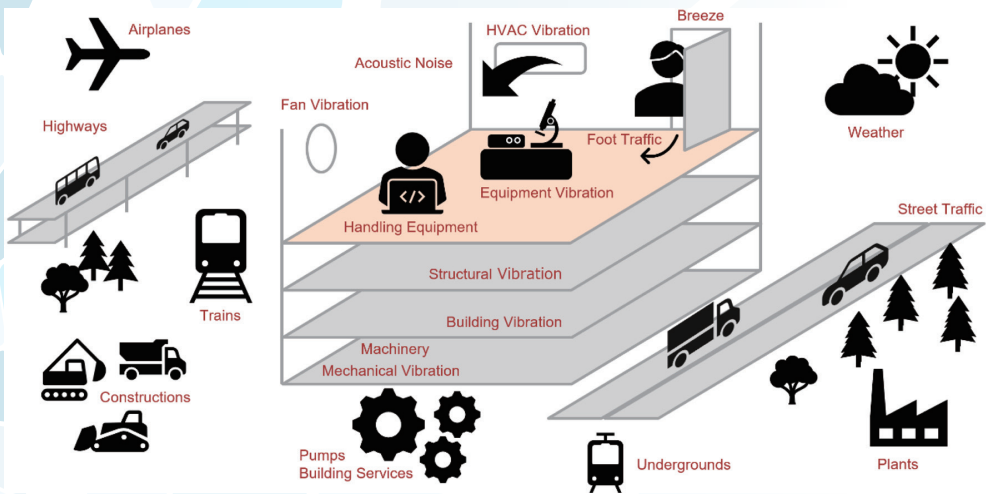 Airplanes
HVAC Vibration
Breeze
Acoustic Noise
Fan Vibration
Highways
Weather
Foot Traffic
</>
Equipment Vibration
Handling Equipment
Street Traffic
Structural Vibration
Trains
Building Vibration
Machinery
Mechanical Vibration
Constructions
Pumps
Building Services
Undergrounds
Plants